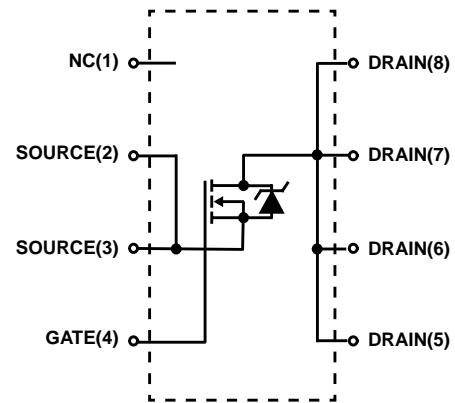 NC(1) DRAIN(8)
SOURCE(2) DRAIN(7)
SOURCE(3) DRAIN(6)
GATE(4) DRAIN(5)